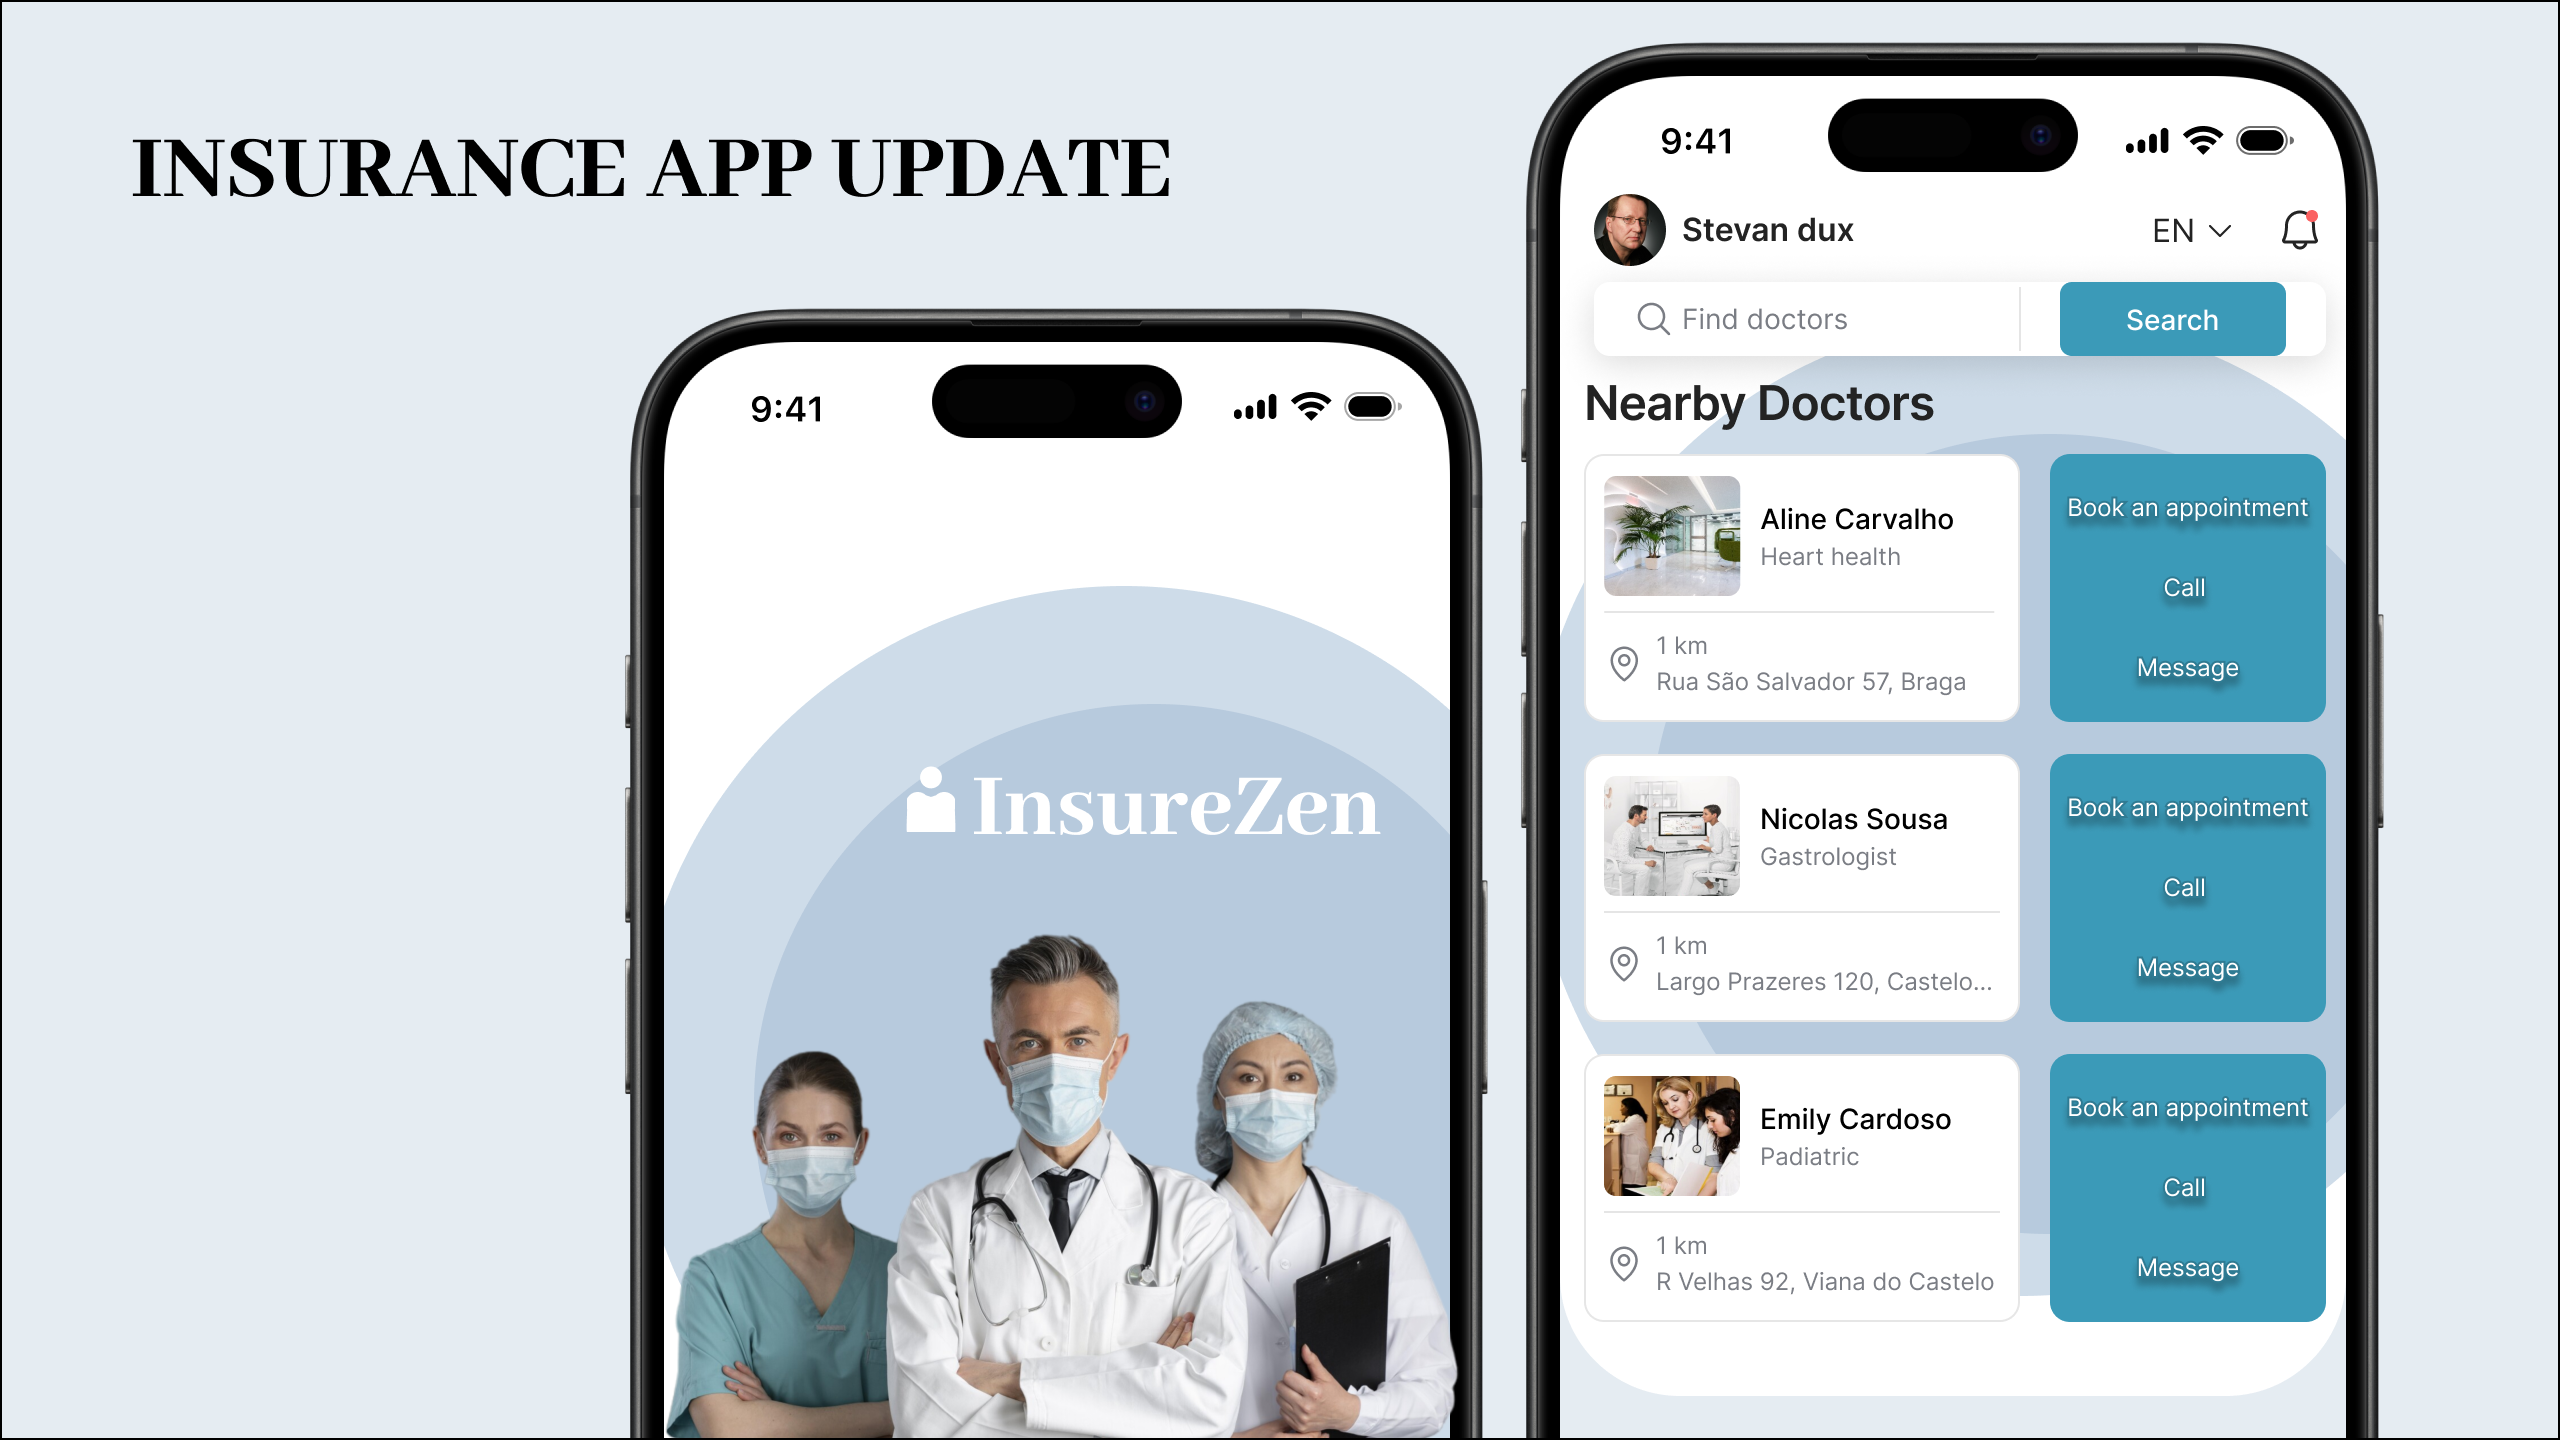 INSURANCE APP UPDATE
9:41
InsureZen
9:41
Stevan dux
EN
Find doctors
Search
Nearby Doctors
Aline Carvalho
Heart health
1 km
Rua São Salvador 57, Braga
Book an appointment
Call
Message
Nicolas Sousa
Gastrologist
1 km
Largo Prazeres 120, Castelo...
Book an appointment
Call
Message
Emily Cardoso
Padiatric
1 km
R Velhas 92, Viana do Castelo
Book an appointment
Call
Message